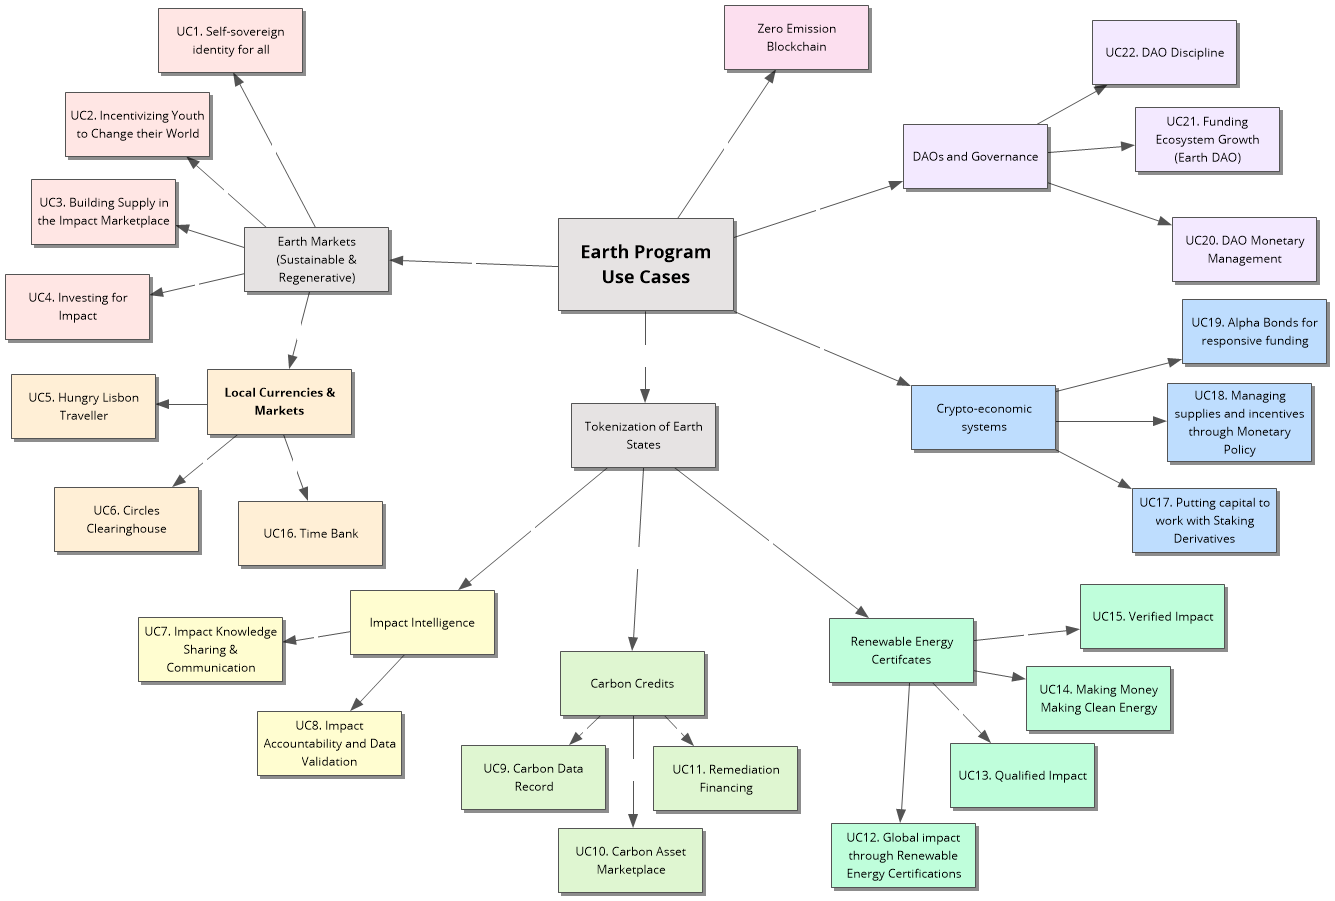 UC1. Self-sovereign
identity for all
Zero Emission
Blockchain
UC22. DAO Discipline
UC2. Incentivizing Youth
to Change their World
UC21. Funding
Ecosystem Growth
(Earth DAO)
DAOs and Governance
UC3. Building Supply in
the Impact Marketplace
Earth Markets
(Sustainable &
Regenerative)
Earth Program
Use Cases
UC20. DAO Monetary
Management
UC4. Investing for
Impact
UC19. Alpha Bonds for
responsive funding
Local Currencies &
Markets
UC5. Hungry Lisbon
Traveller
Crypto-economic
systems
UC18. Managing
supplies and incentives
through Monetary
Policy
Tokenization of Earth
States
UC6. Circles
Clearinghouse
UC16. Time Bank
UC17. Putting capital to
work with Staking
Derivatives
Impact Intelligence
UC7. Impact Knowledge
Sharing &
Communication
UC15. Verified Impact
Renewable Energy
Certifcates
Carbon Credits
UC14. Making Money
Making Clean Energy
UC8. Impact
Accountability and Data
Validation
UC9. Carbon Data
Record
UC11. Remediation
Financing
UC13. Qualified Impact
UC10. Carbon Asset
Marketplace
UC12. Global impact
through Renewable
Energy Certifications